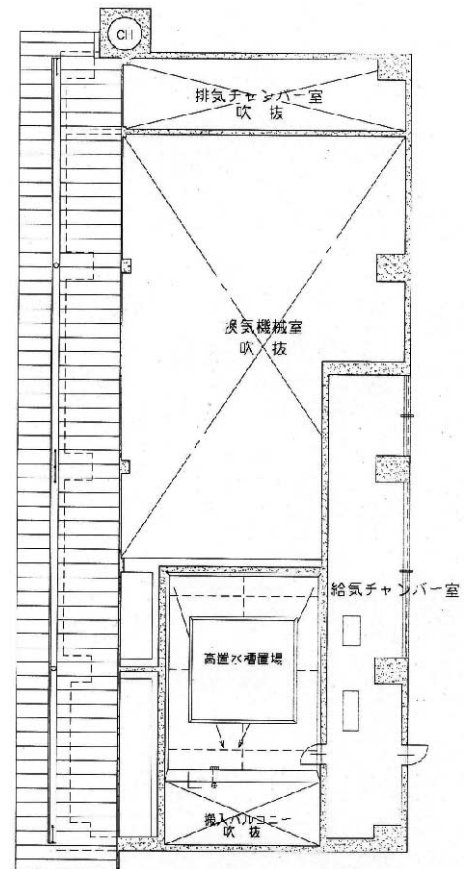 CH
排気チャンバー室
吹 抜
換気機械室
吹 抜
給気チャンバー室
高置水槽置場
搬入バルコニー
吹 抜